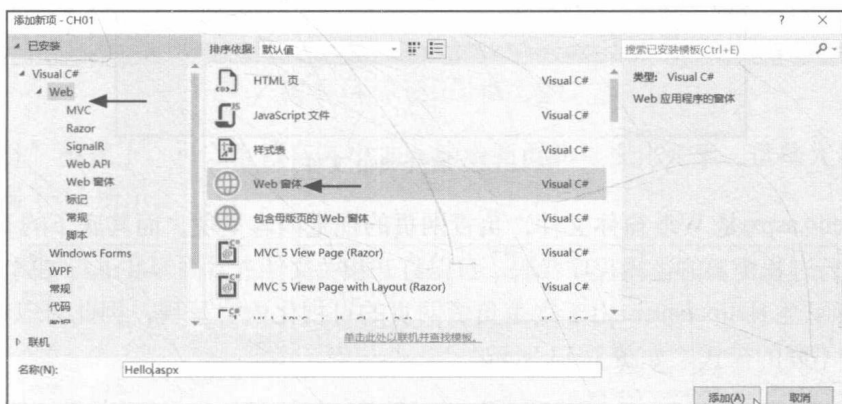 添加新项 - CH01
? ×
已安装
排序依据: 默认值
搜索已安装模板(Ctrl+E)
Visual C#
Web
MVC
Razor
SignalR
Web API
Web 窗体
标记
常规
脚本
Windows Forms
WPF
常规
代码
HTML 页 Visual C#
JavaScript 文件 Visual C#
样式表 Visual C#
Web 窗体 Visual C#
包含母版页的 Web 窗体 Visual C#
MVC 5 View Page (Razor) Visual C#
MVC 5 View Page with Layout (Razor) Visual C#
类型: Visual C#
Web 应用程序的窗体
联机
单击此处以联机并查找模板。
名称(N): Hello.aspx
添加(A) 取消